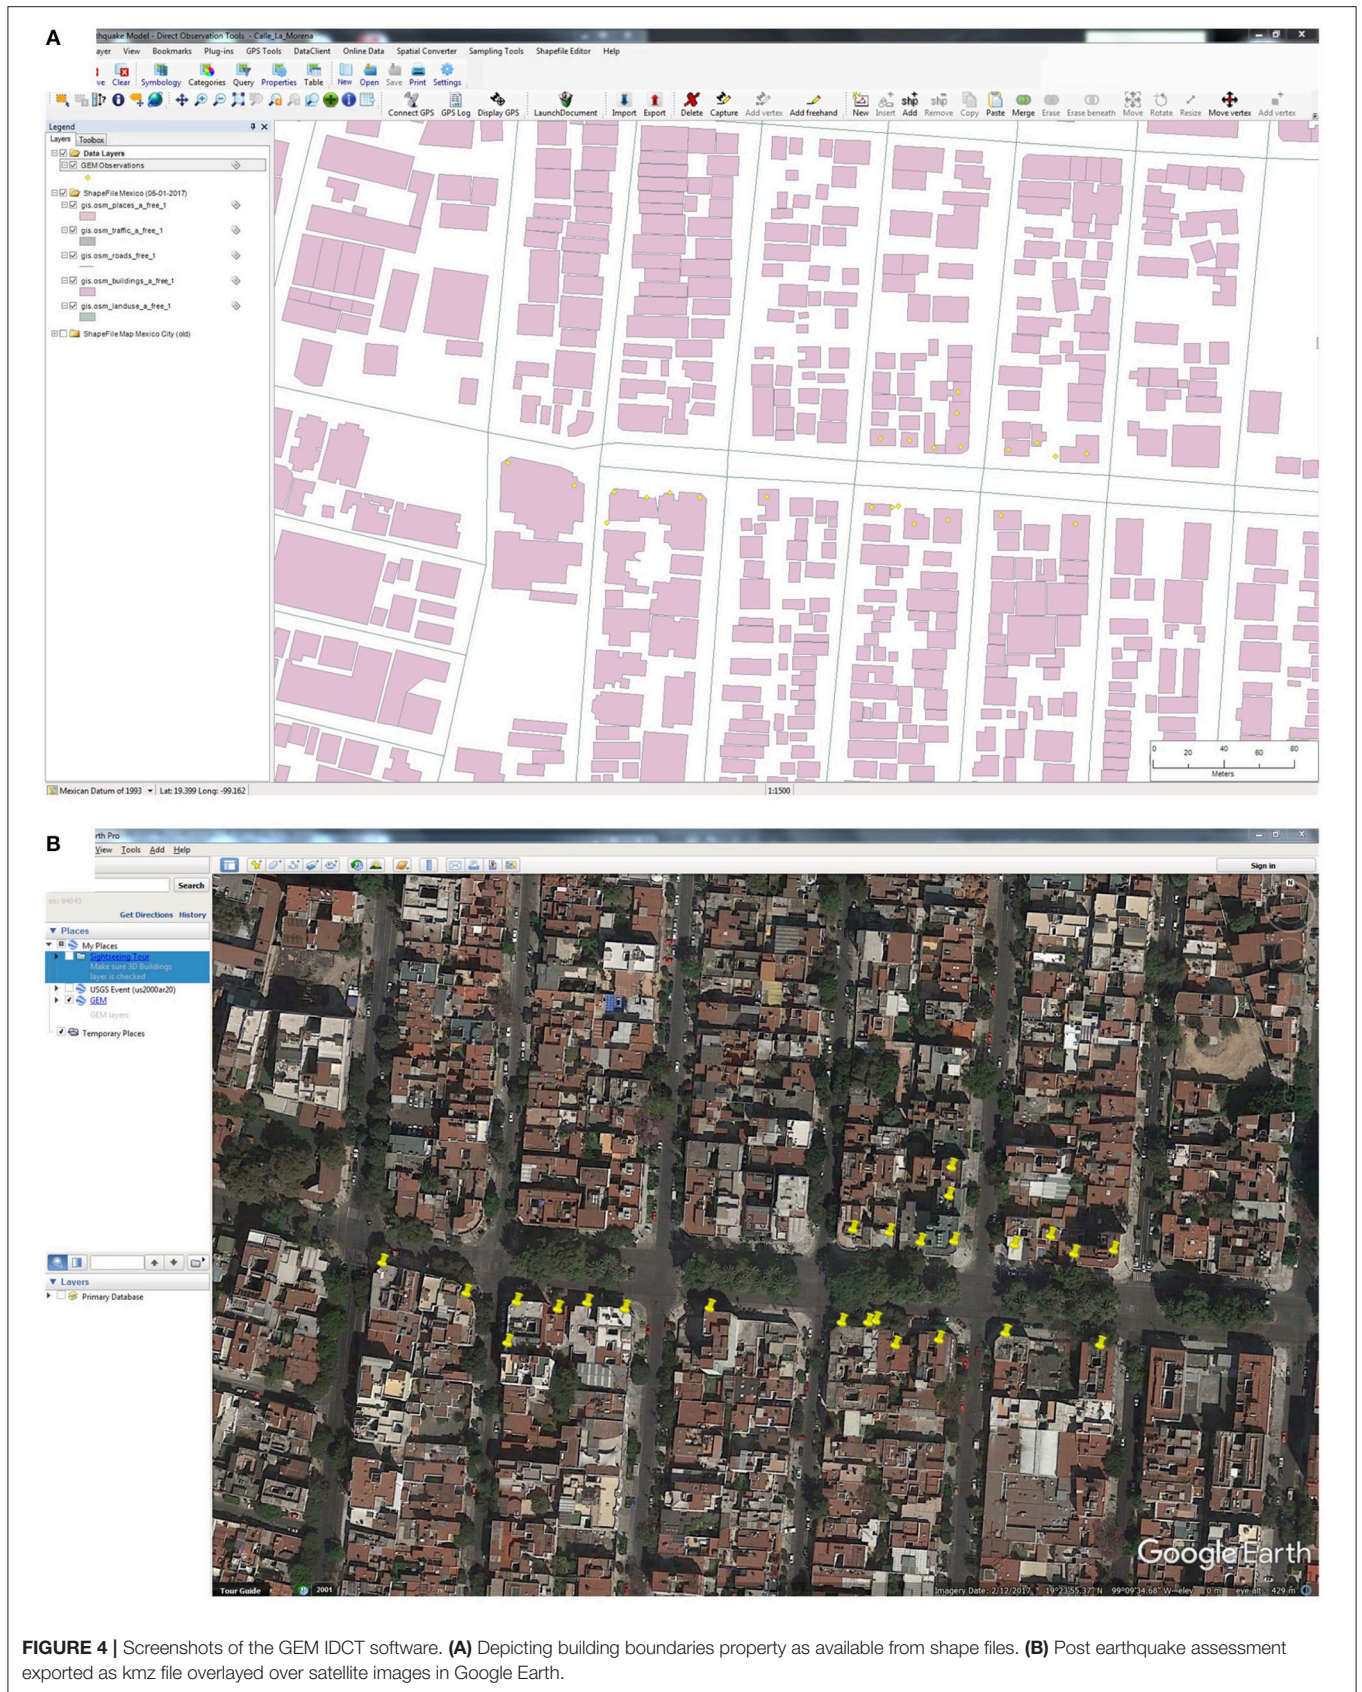 A
thquake Model - Direct Observation Tools - Calle_La_Morena
ayer View Bookmarks Plug-ins GPS Tools DataClient Online Data Spatial Converter Sampling Tools Shapefile Editor Help
ve Clear Symbology Categories Query Properties Table New Open Save Print Settings
Connect GPS GPS Log Display GPS LaunchDocument Import Export Delete Capture Add vertex Add freehand New Insert Add Remove Copy Paste Merge Erase Erase beneath Move Rotate Resize Move vertex Add vertex
shp shp
Legend
Layers Toolbox
Data Layers
GEM Observations
ShapeFile Mexico (05-01-2017)
gis.osm_places_a_free_1
gis.osm_traffic_a_free_1
gis.osm_roads_free_1
gis.osm_buildings_a_free_1
gis.osm_landuse_a_free_1
ShapeFile Map Mexico City (old)
0 20 40 60 80
Meters
Mexican Datum of 1993 Lat: 19.399 Long: -99.162 1:1500
B
rth Pro
View Tools Add Help
Sign in
Search
ex: 94043
Get Directions History
Places
My Places
Sightseeing Tour
Make sure 3D Buildings
layer is checked
USGS Event (us2000ar20)
GEM
GEM layers
Temporary Places
Layers
Primary Database
N
Google Earth
Tour Guide 2001 Imagery Date: 2/12/2017 19°23'55.37" N 99°09'34.68" W elev 0 m eye alt 429 m
FIGURE 4 | Screenshots of the GEM IDCT software. (A) Depicting building boundaries property as available from shape files. (B) Post earthquake assessment
exported as kmz file overlayed over satellite images in Google Earth.